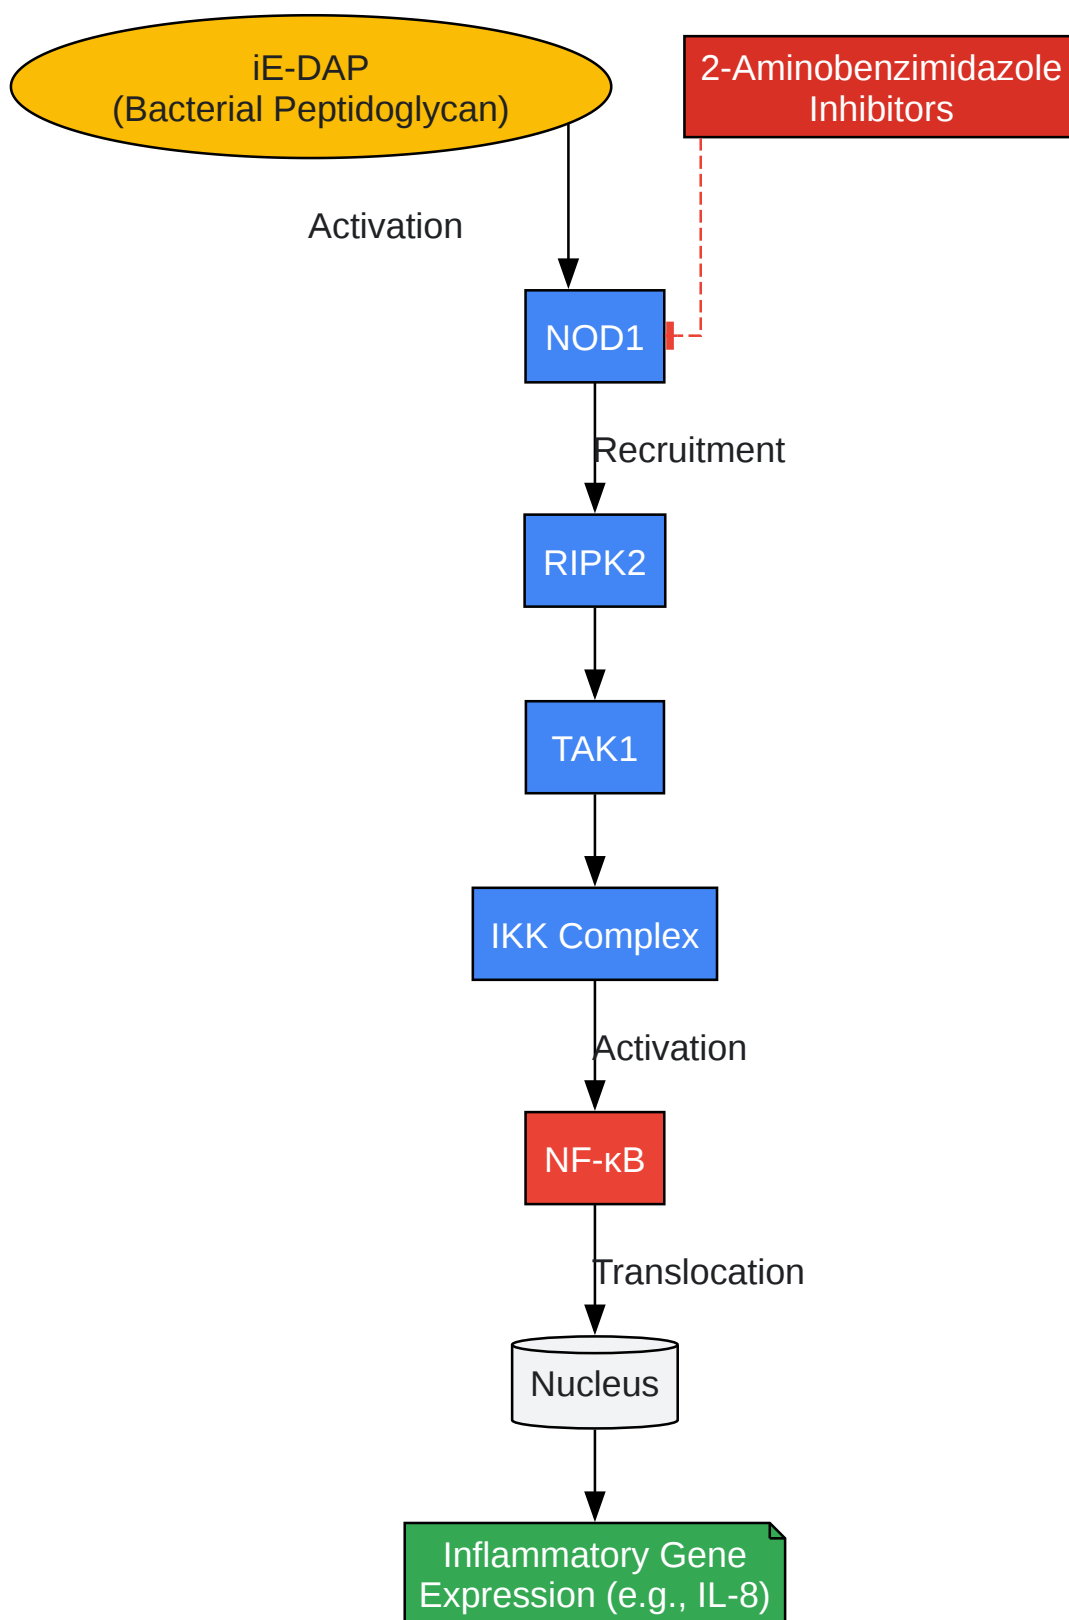 iE-DAP
(Bacterial Peptidoglycan)
2-Aminobenzimidazole
Inhibitors
Activation
NOD1
Recruitment
RIPK2
TAK1
IKK Complex
Activation
NF-κB
Translocation
Nucleus
Inflammatory Gene
Expression (e.g., IL-8)